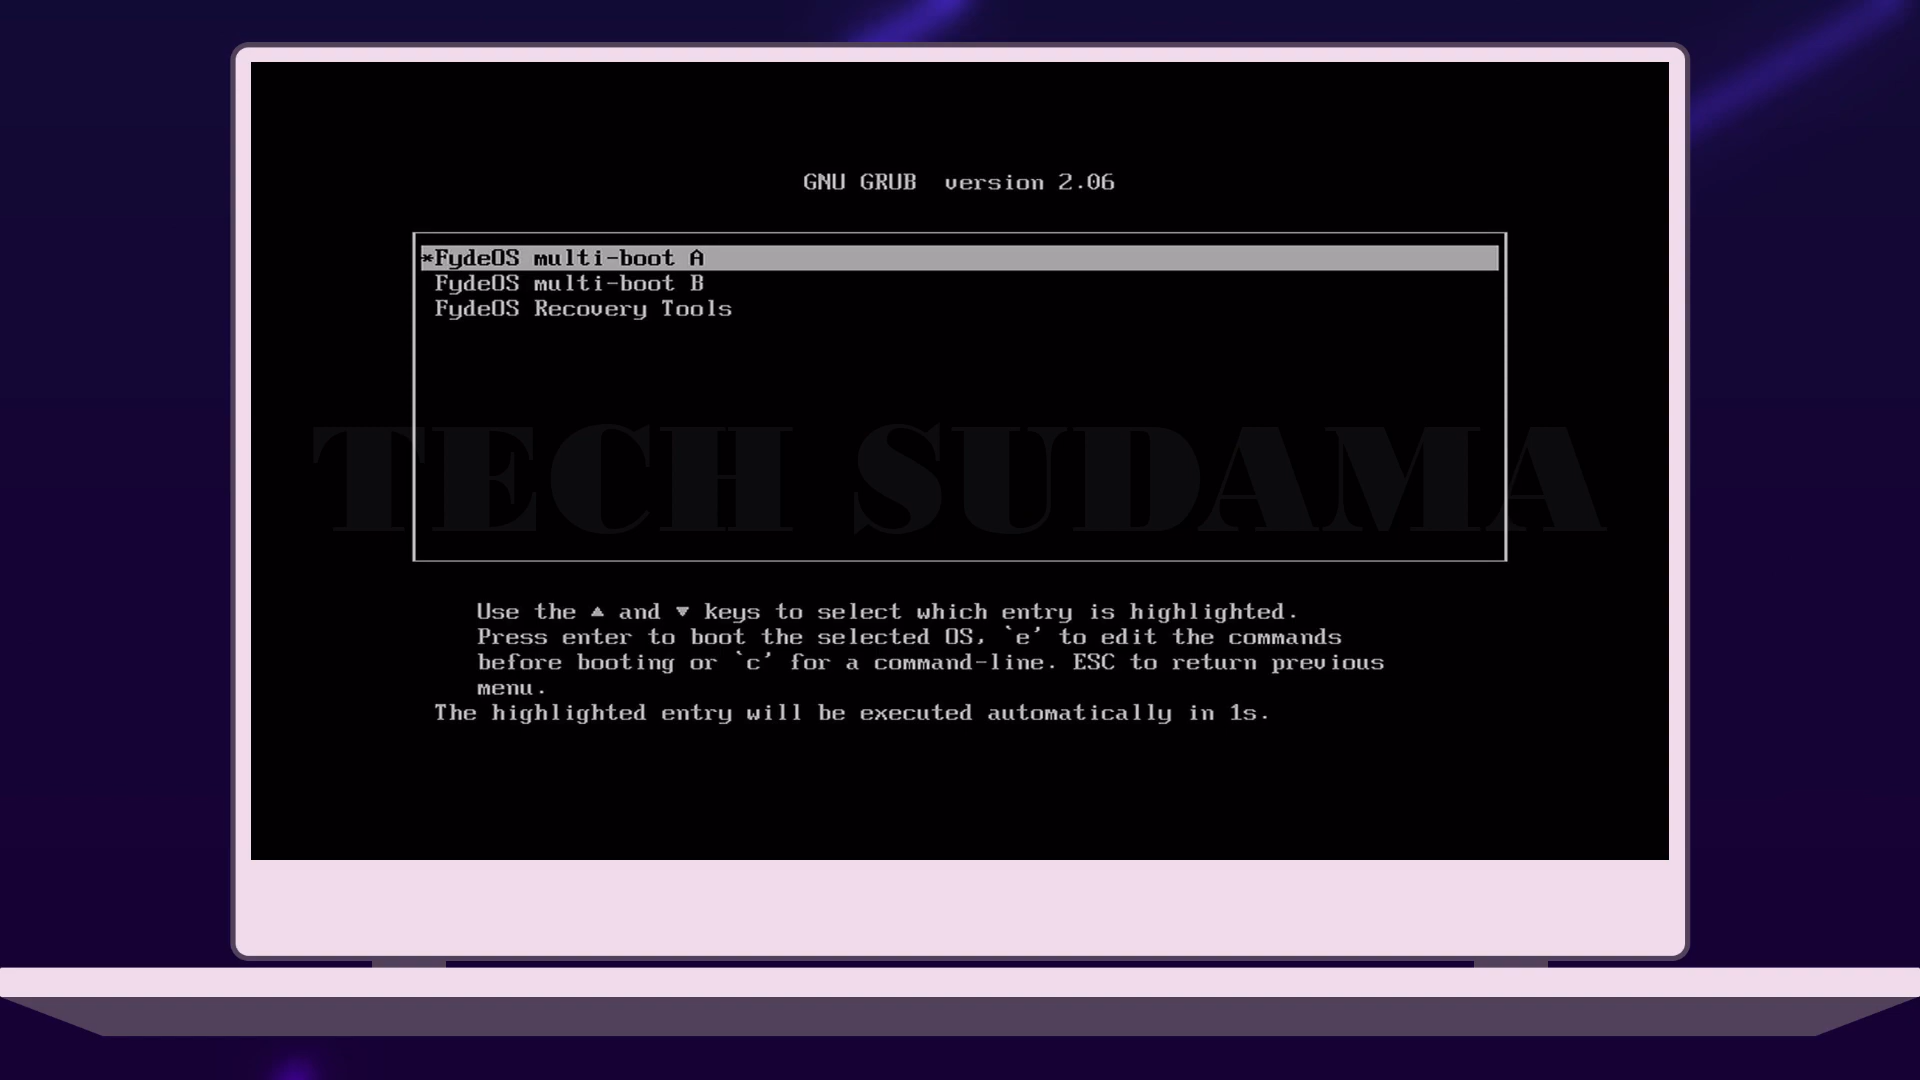 GNU GRUB version 2.06
*FydeOS multi-boot A
FydeOS multi-boot B
FydeOS Recovery Tools
TECH SUDAMA
Use the ▲ and ▼ keys to select which entry is highlighted.
Press enter to boot the selected OS, `e' to edit the commands
before booting or `c' for a command-line. ESC to return previous
menu.
The highlighted entry will be executed automatically in 1s.